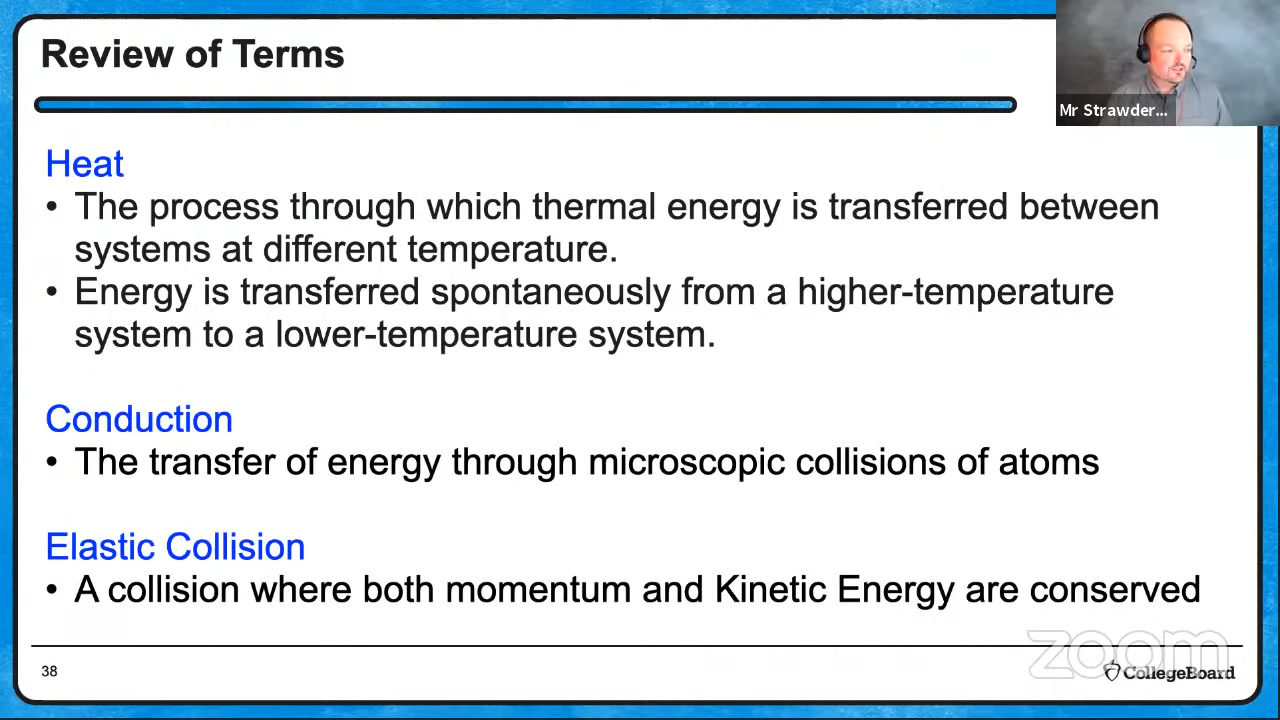 Review of Terms
Mr Strawder...
Heat
• The process through which thermal energy is transferred between
systems at different temperature.
• Energy is transferred spontaneously from a higher-temperature
system to a lower-temperature system.
Conduction
• The transfer of energy through microscopic collisions of atoms
Elastic Collision
• A collision where both momentum and Kinetic Energy are conserved
zoom
38
CollegeBoard